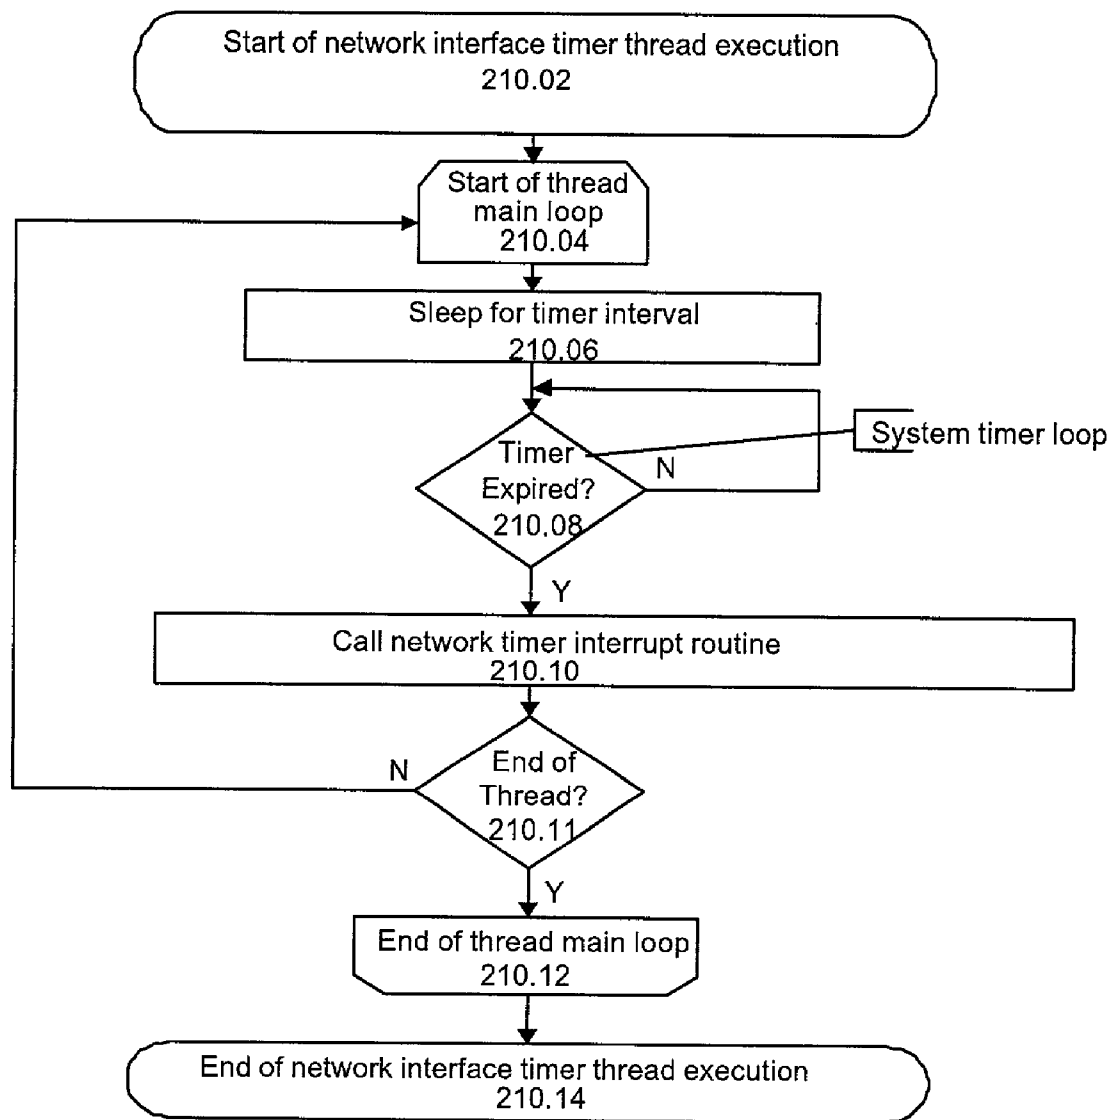 Start of network interface timer thread execution
210.02
Start of thread
main loop
210.04
Sleep for timer interval
210.06
System timer loop
Timer
Expired?
210.08
N
Y
Call network timer interrupt routine
210.10
N
End of
Thread?
210.11
Y
End of thread main loop
210.12
End of network interface timer thread execution
210.14